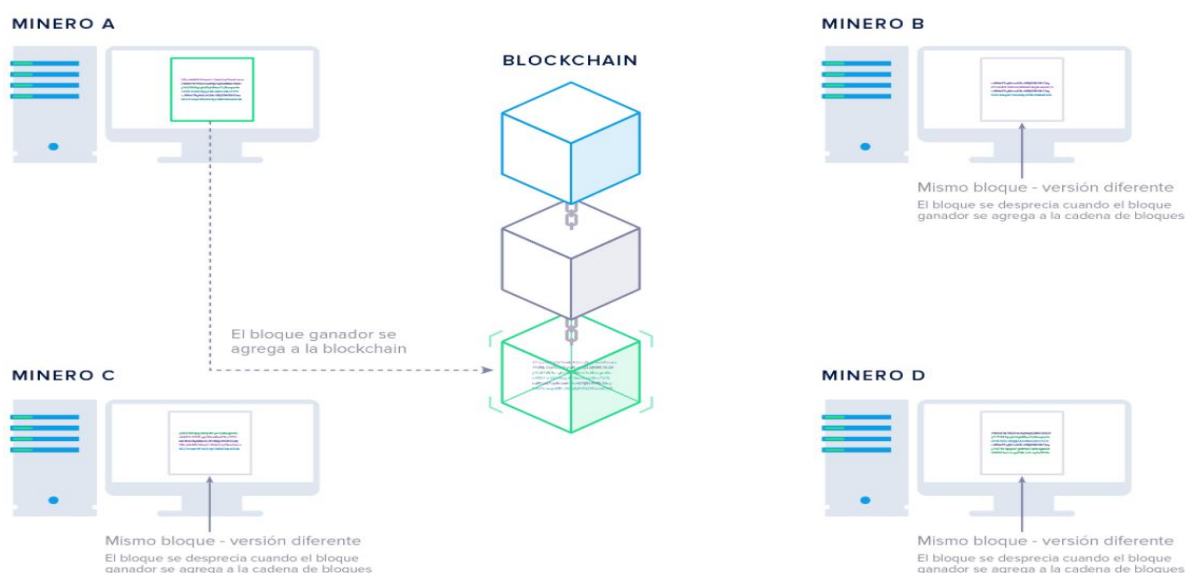 MINERO A
MINERO B
BLOCKCHAIN
Mismo bloque - versión diferente
El bloque se desprecia cuando el bloque
ganador se agrega a la cadena de bloques
El bloque ganador se
agrega a la blockchain
MINERO C
MINERO D
Mismo bloque - versión diferente
El bloque se desprecia cuando el bloque
ganador se agrega a la cadena de bloques
Mismo bloque - versión diferente
El bloque se desprecia cuando el bloque
ganador se agrega a la cadena de bloques